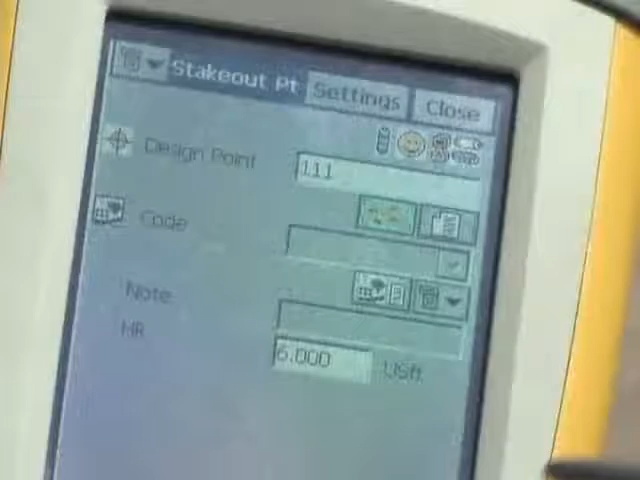 Stakeout Pt Settings Close
Design Point 111
Code
Note
HR 6.000 USft